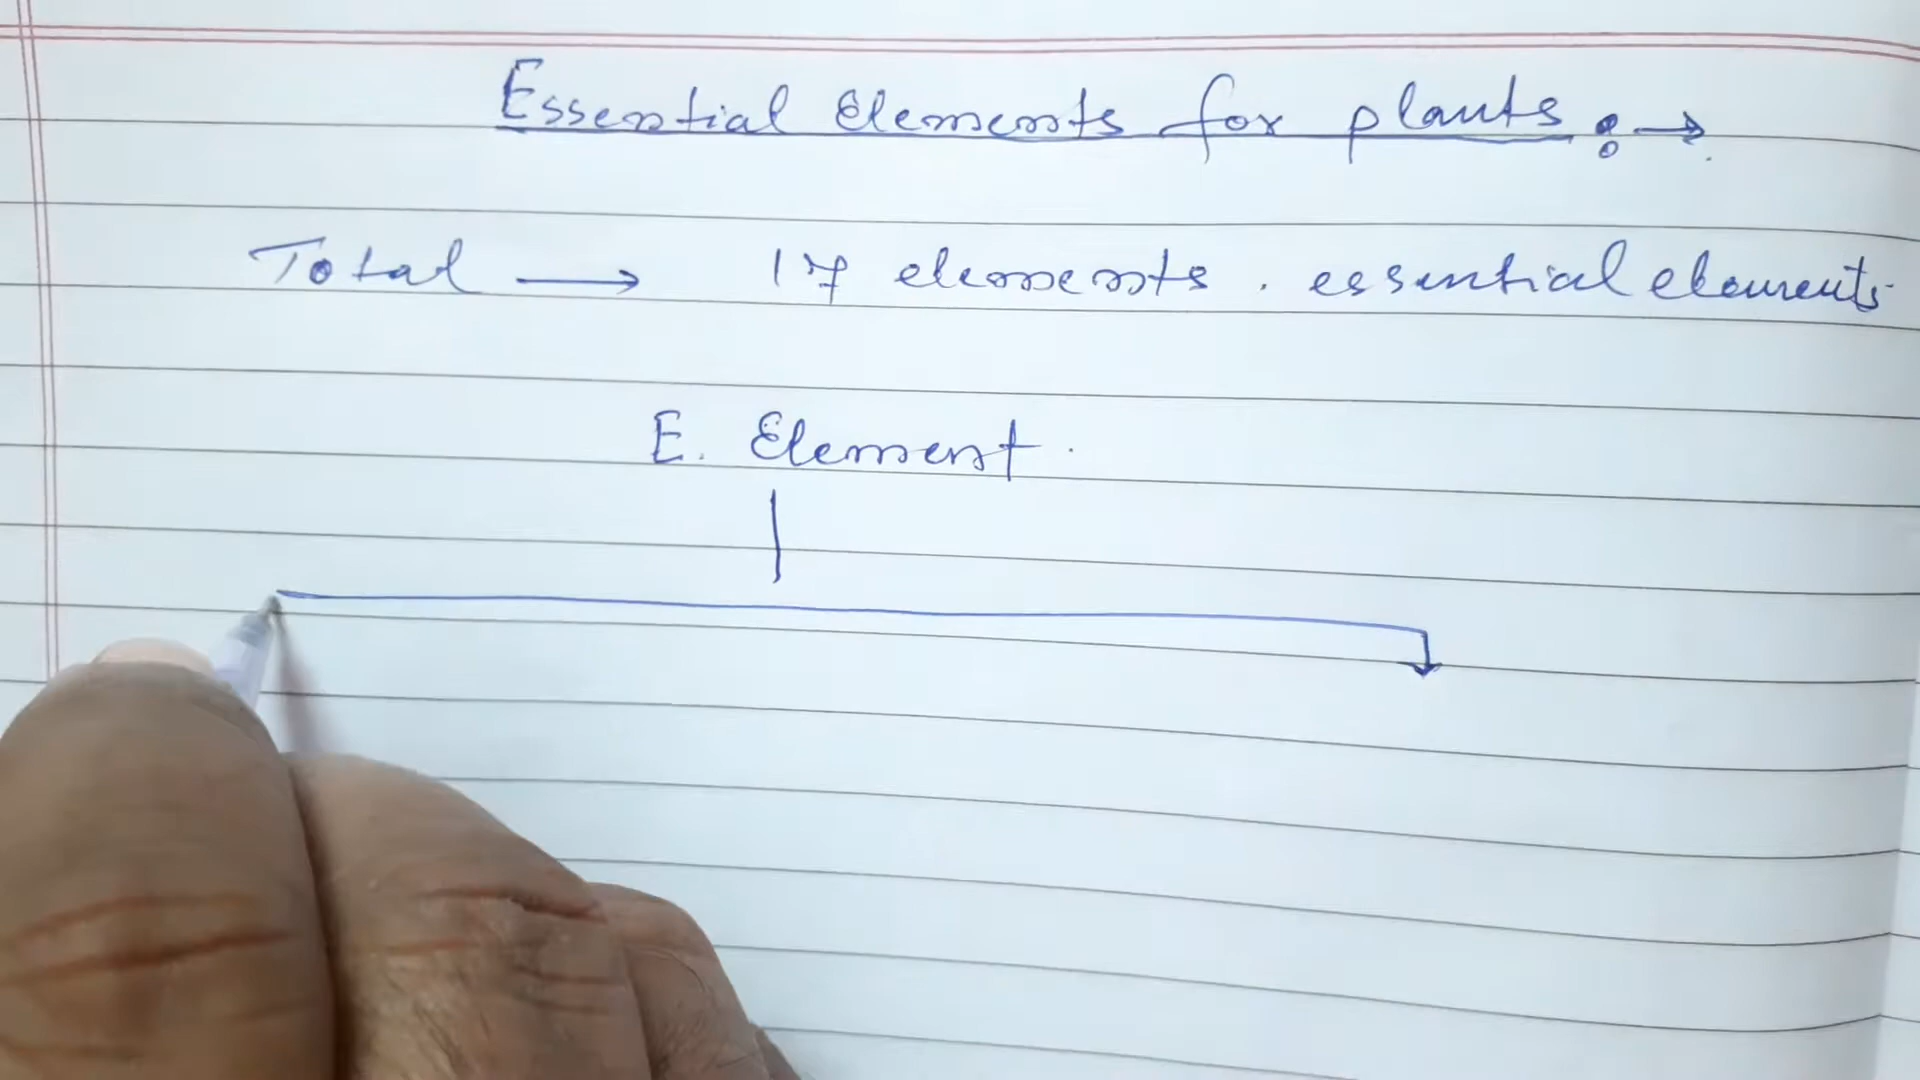 Essential Elements for plants :→
Total → 17 elements . essential elements.
E. Element .